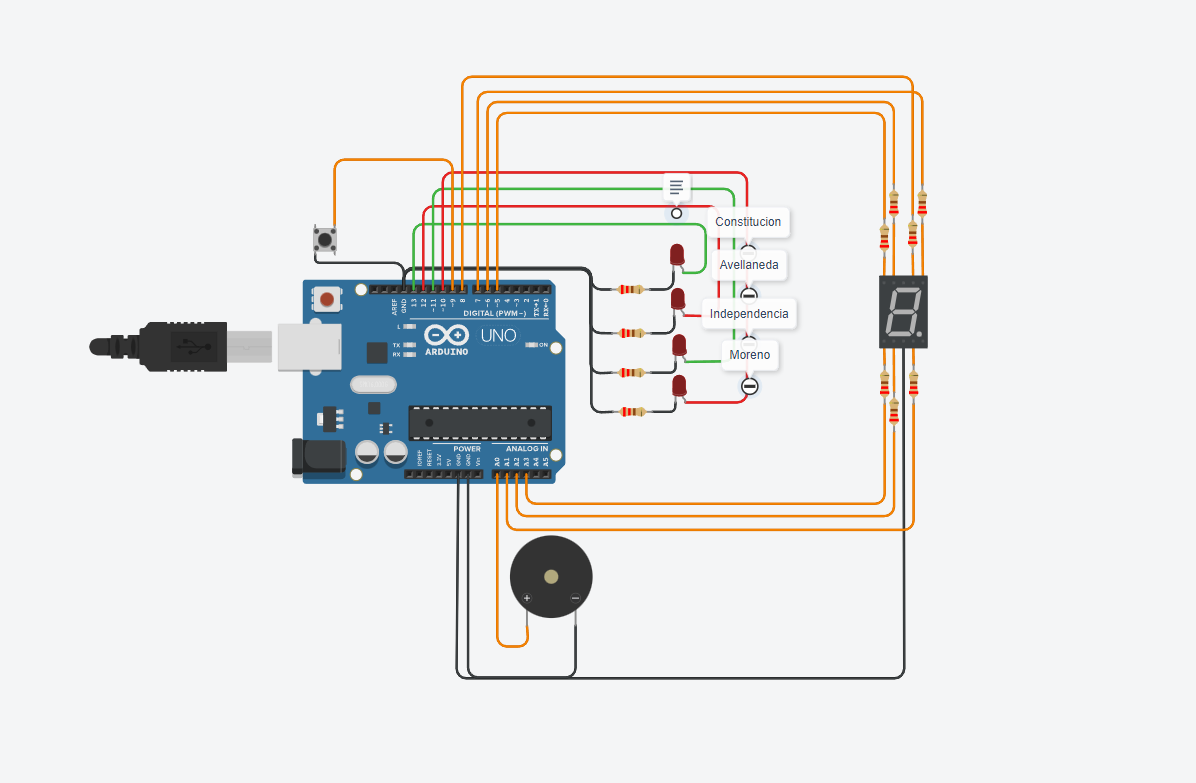 Constitucion
Avellaneda
Independencia
Moreno
AREF
GND
13
12
~11
~10
~9
8
7
~6
~5
4
~3
2
TX→1
RX←0
DIGITAL (PWM~)
L
TX
RX
ARDUINO
UNO
ON
POWER
ANALOG IN
IOREF
RESET
3.3V
5V
GND
GND
Vin
A0
A1
A2
A3
A4
A5